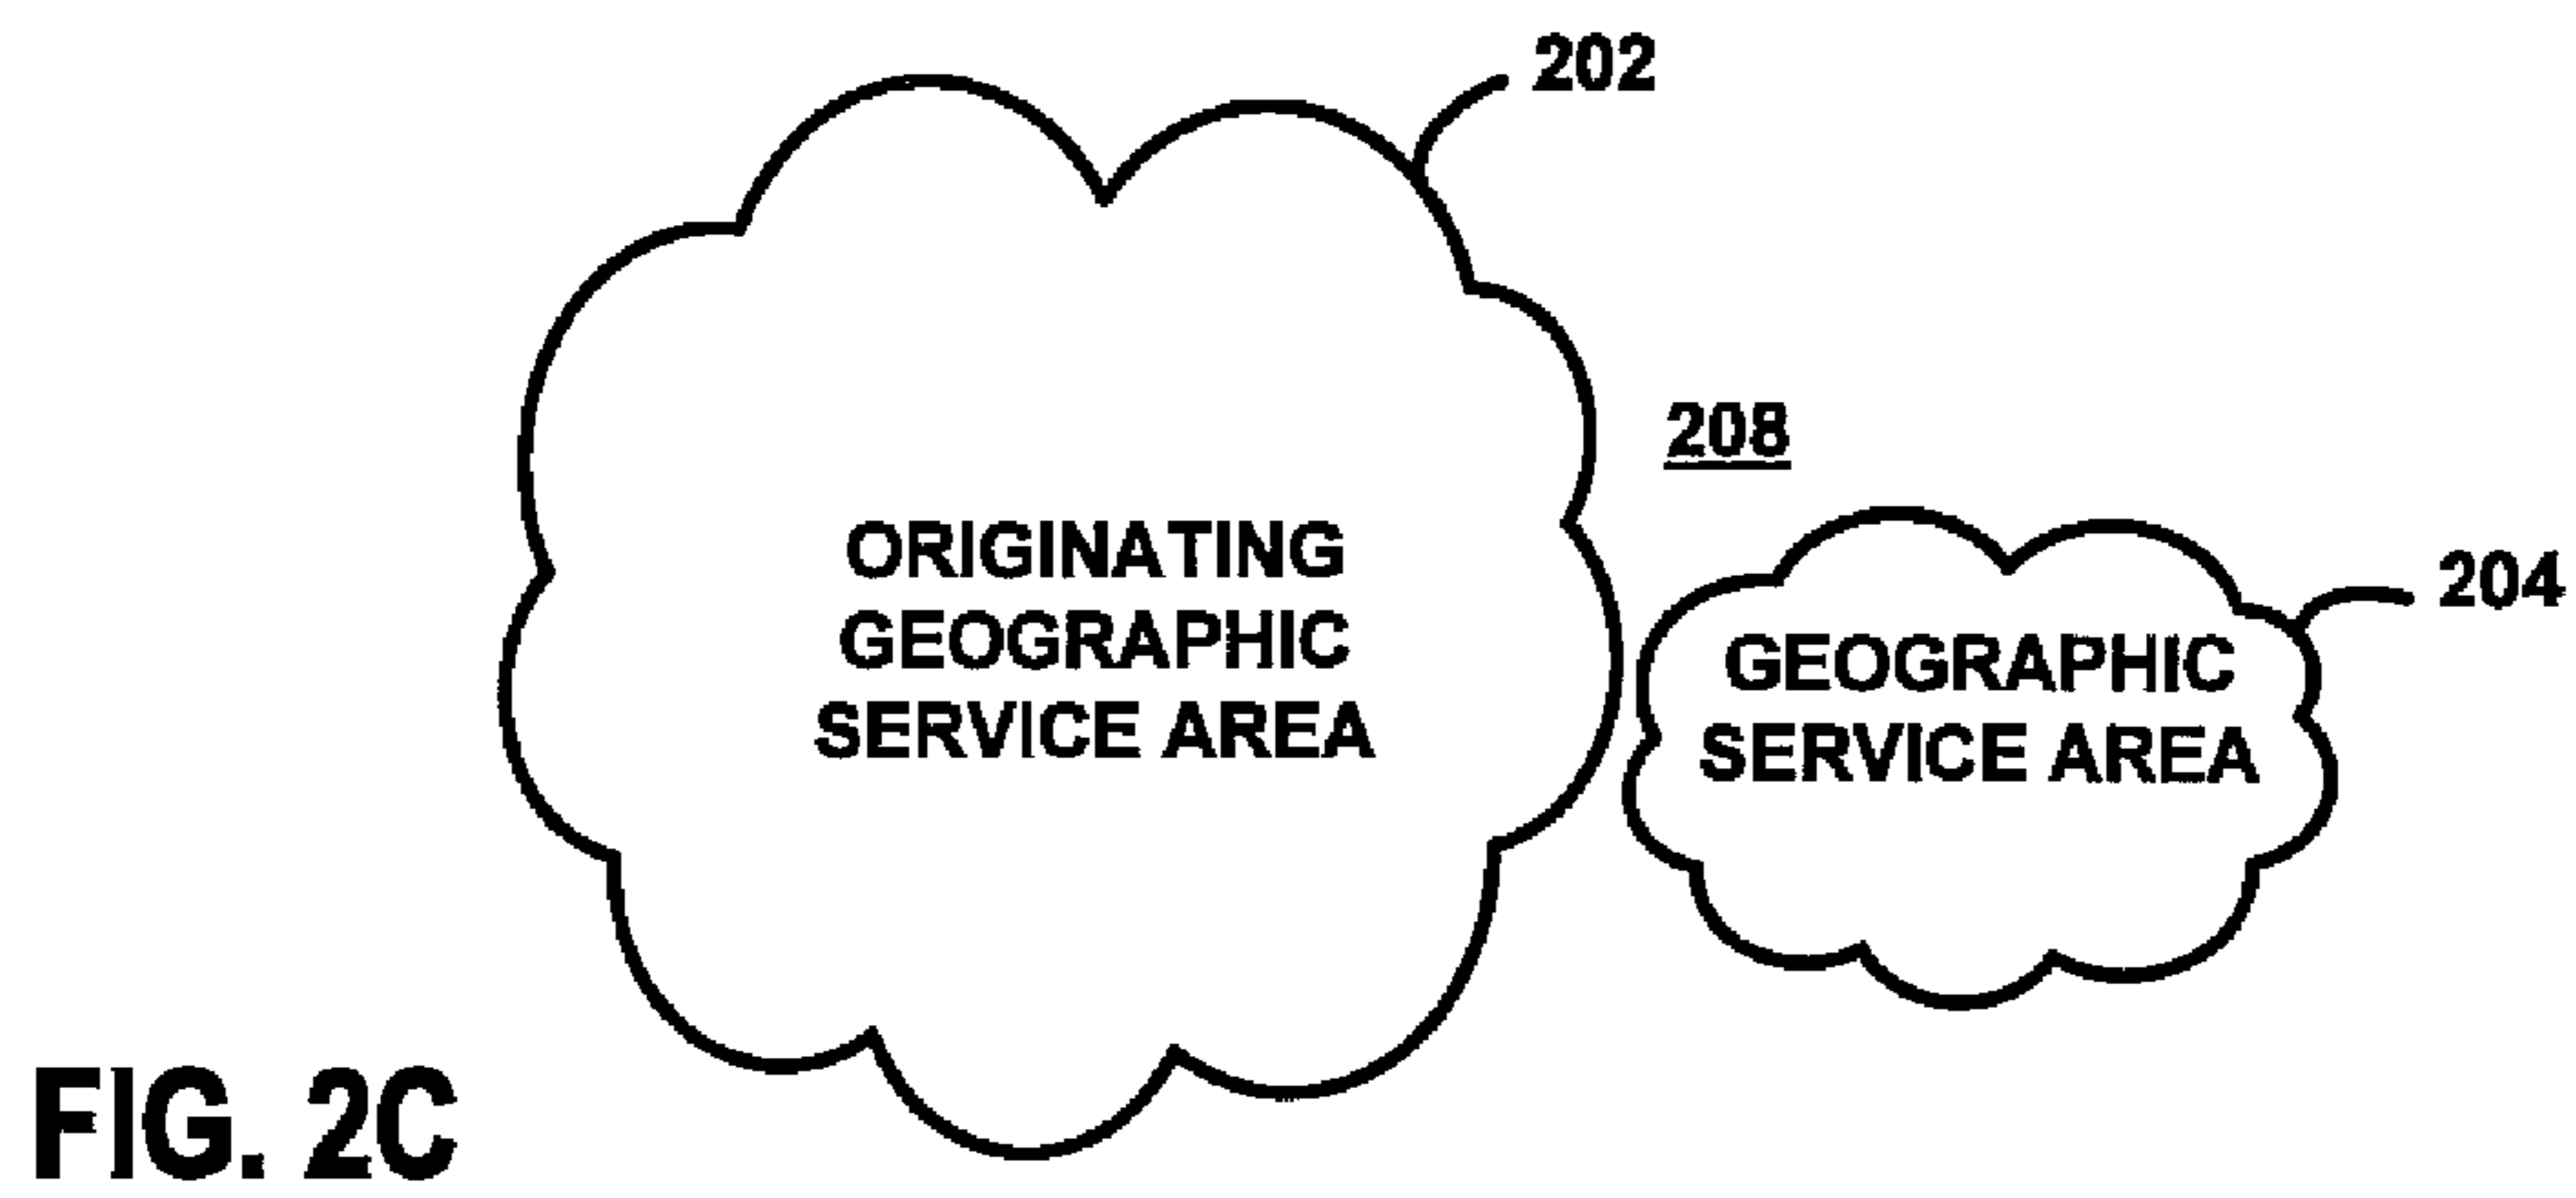 202
208
ORIGINATING
GEOGRAPHIC
SERVICE AREA
204
GEOGRAPHIC
SERVICE AREA
FIG. 2C